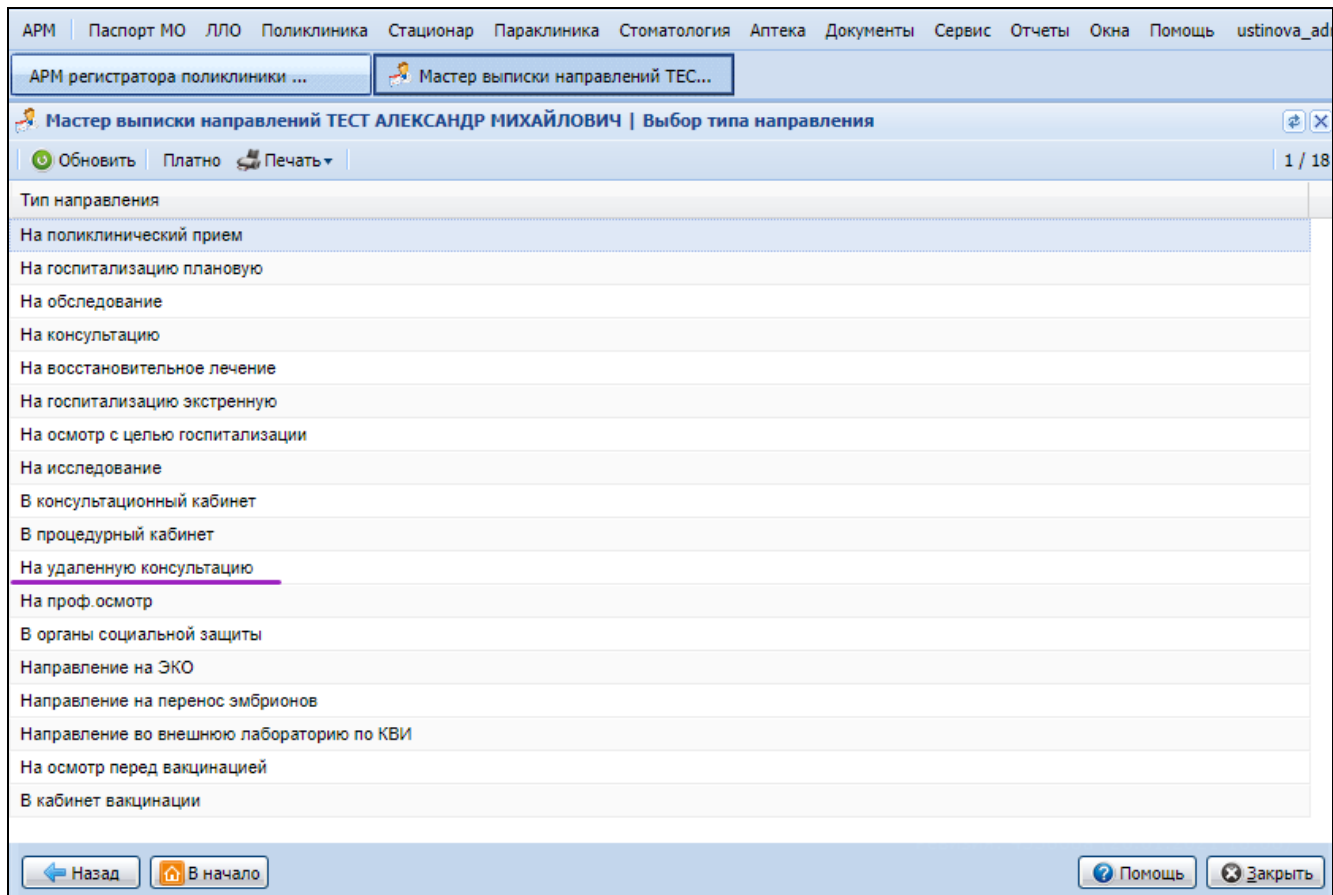 АРМ Паспорт МО ЛЛО Поликлиника Стационар Параклиника Стоматология Аптека Документы Сервис Отчеты Окна Помощь ustinova_adr
АРМ регистратора поликлиники ... Мастер выписки направлений ТЕС...
Мастер выписки направлений ТЕСТ АЛЕКСАНДР МИХАЙЛОВИЧ | Выбор типа направления
Обновить Платно Печать 1 / 18
Тип направления
На поликлинический прием
На госпитализацию плановую
На обследование
На консультацию
На восстановительное лечение
На госпитализацию экстренную
На осмотр с целью госпитализации
На исследование
В консультационный кабинет
В процедурный кабинет
На удаленную консультацию
На проф.осмотр
В органы социальной защиты
Направление на ЭКО
Направление на перенос эмбрионов
Направление во внешнюю лабораторию по КВИ
На осмотр перед вакцинацией
В кабинет вакцинации
Назад В начало Помощь Закрыть